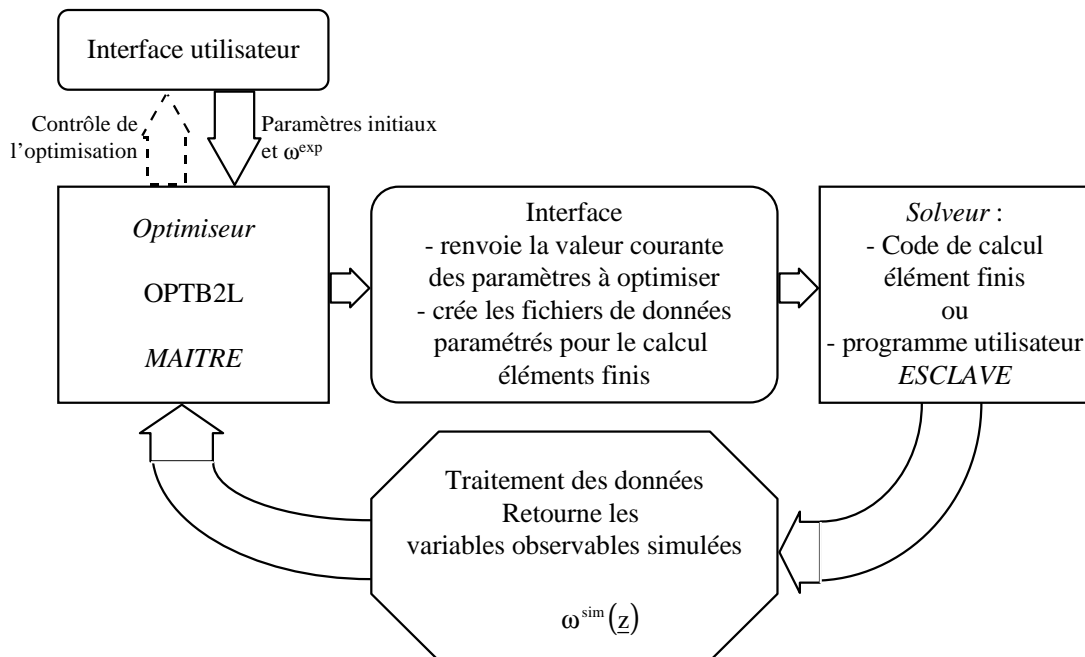 Interface utilisateur
Contrôle de
l’optimisation
Paramètres initiaux
et ω^exp
Optimiseur
OPTB2L
MAITRE
Interface
- renvoie la valeur courante
des paramètres à optimiser
- crée les fichiers de données
paramétrés pour le calcul
éléments finis
Solveur :
- Code de calcul
élément finis
ou
- programme utilisateur
ESCLAVE
Traitement des données
Retourne les
variables observables simulées
ω^sim (z)